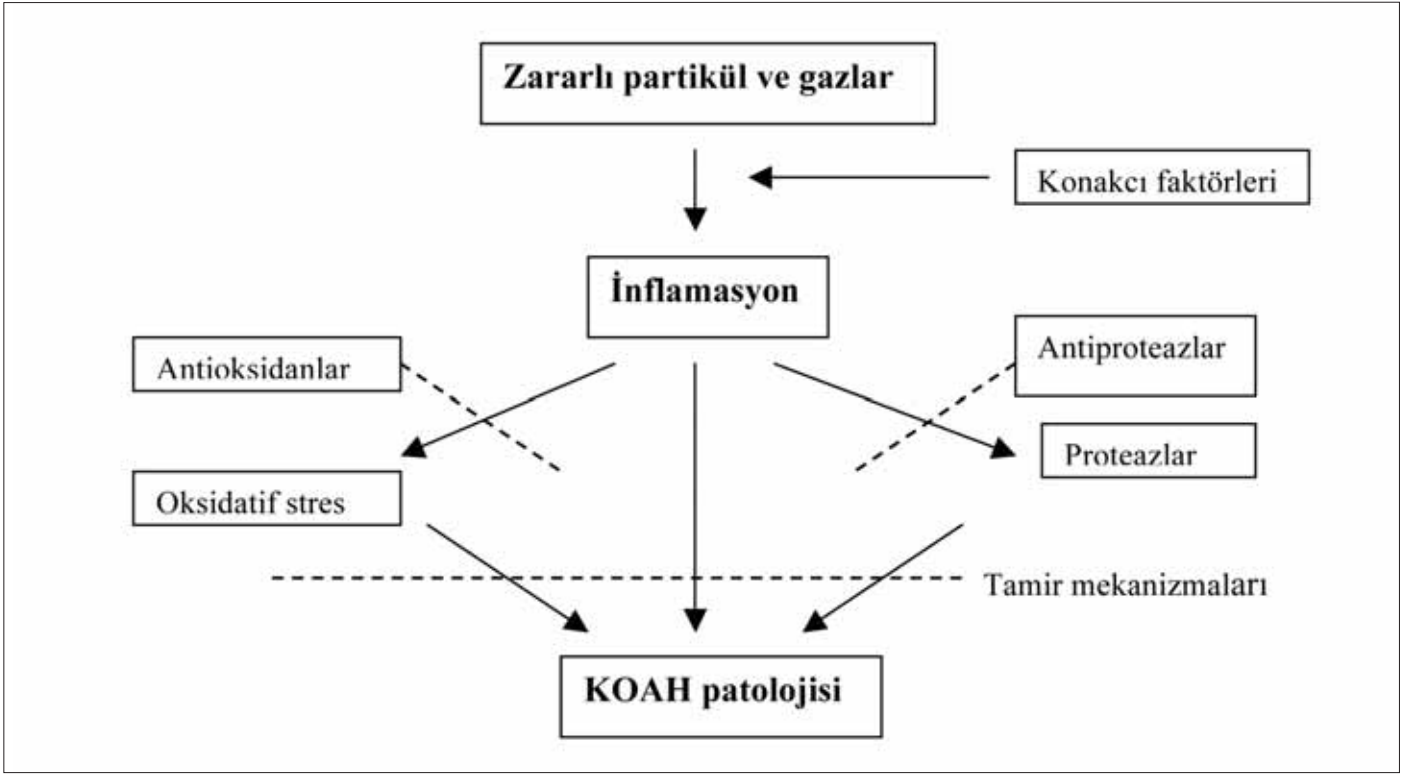 Zararlı partikül ve gazlar
Konakcı faktörleri
İnflamasyon
Antioksidanlar
Antiproteazlar
Oksidatif stres
Proteazlar
Tamir mekanizmaları
KOAH patolojisi